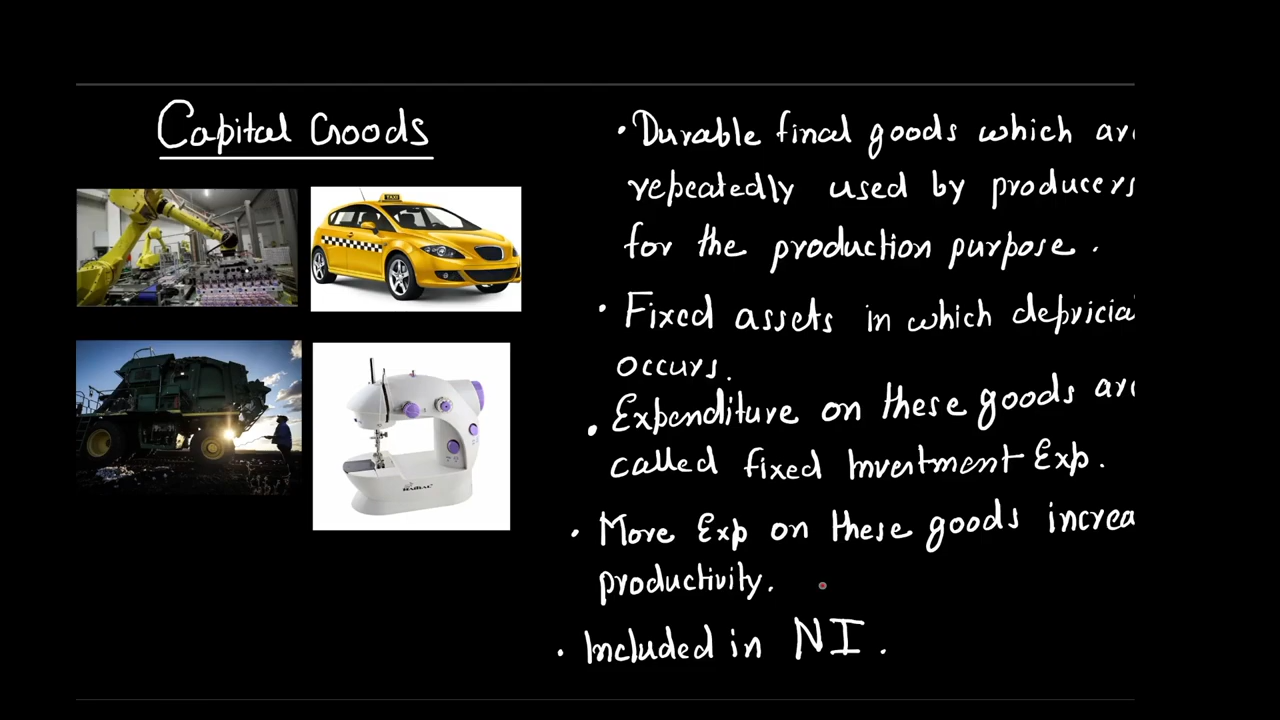 Capital Goods
TAXI
• Durable final goods which are
repeatedly used by producers
for the production purpose.
• Fixed assets in which depricia
occurs.
• Expenditure on these goods are
called fixed Investment Exp.
• More Exp on these goods increa
productivity.
• Included in NI.